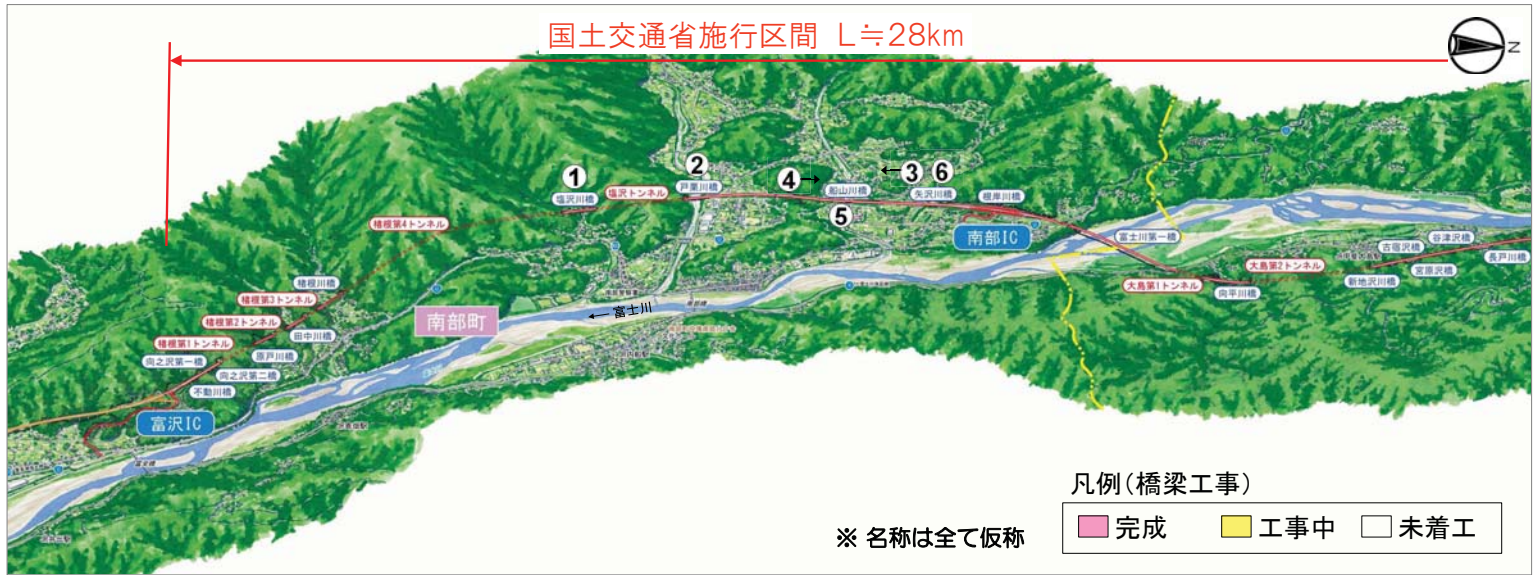 国土交通省施行区間 L≒28km
N
①
塩沢川橋
塩沢トンネル
②
戸栗川橋
④ →
船山川橋
⑤
← ③ ⑥
矢沢川橋
根岸川橋
南部IC
富士川第一橋
大島第1トンネル
向平川橋
大島第2トンネル
新地沢川橋
古宿沢橋
宮原沢橋
谷津沢橋
長戸川橋
楮根第4トンネル
楮根川橋
楮根第3トンネル
楮根第2トンネル
田中川橋
楮根第1トンネル
原戸川橋
向之沢第一橋
向之沢第二橋
不動川橋
富沢IC
南部町
← 富士川
凡例(橋梁工事)
完成 工事中 未着工
※ 名称は全て仮称